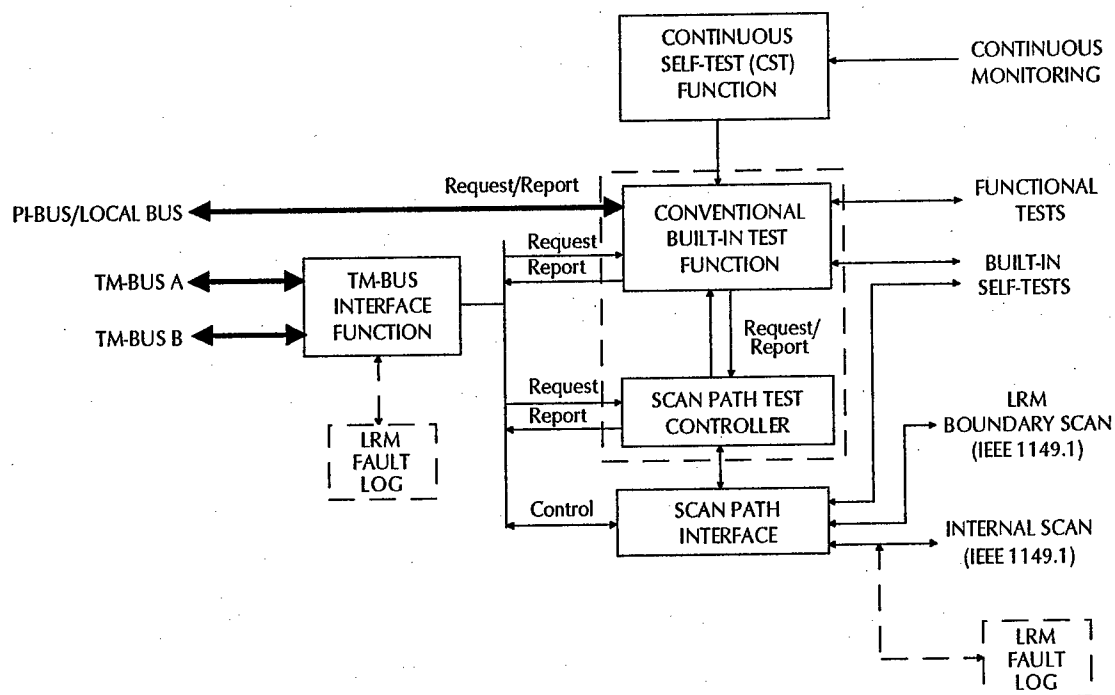 CONTINUOUS
SELF-TEST (CST)
FUNCTION
CONTINUOUS
MONITORING
Request/Report
PI-BUS/LOCAL BUS
CONVENTIONAL
BUILT-IN TEST
FUNCTION
FUNCTIONAL
TESTS
Request
Report
TM-BUS A
TM-BUS B
TM-BUS
INTERFACE
FUNCTION
BUILT-IN
SELF-TESTS
Request/
Report
Request
Report
SCAN PATH TEST
CONTROLLER
LRM
FAULT
LOG
LRM
BOUNDARY SCAN
(IEEE 1149.1)
Control
SCAN PATH
INTERFACE
INTERNAL SCAN
(IEEE 1149.1)
LRM
FAULT
LOG